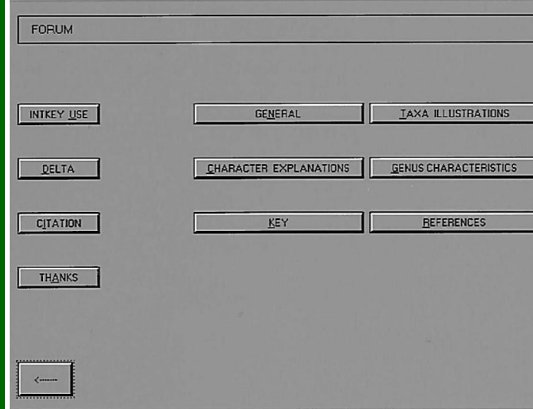 FORUM
INTKEY USE
GENERAL
TAXA ILLUSTRATIONS
DELTA
CHARACTER EXPLANATIONS
GENUS CHARACTERISTICS
CITATION
KEY
REFERENCES
THANKS
<-----